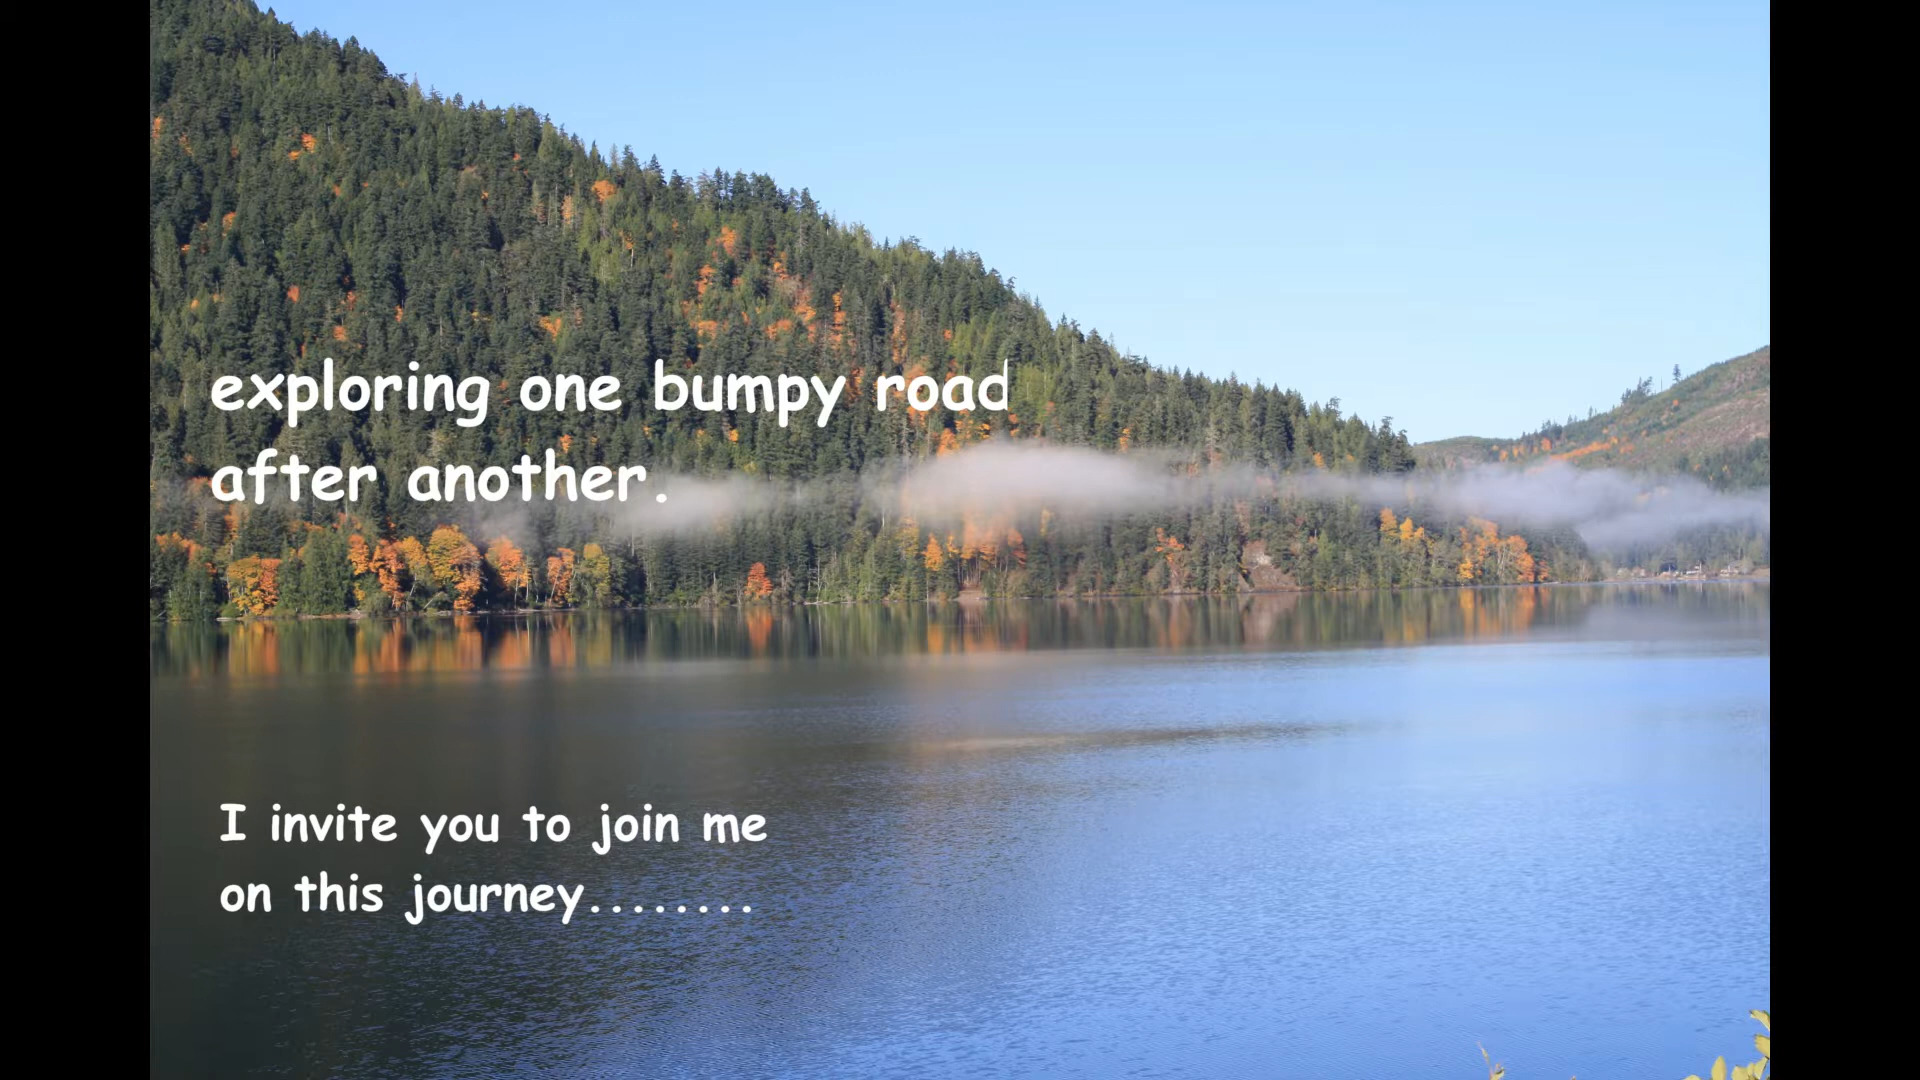 exploring one bumpy road
after another.
I invite you to join me
on this journey........